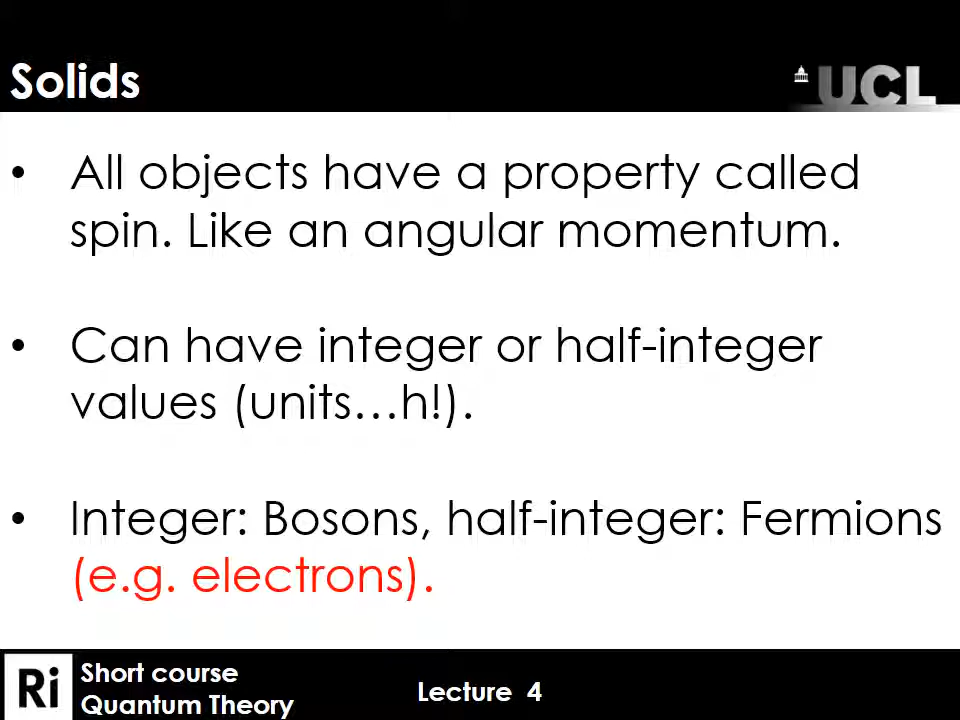 Solids
UCL
• All objects have a property called
spin. Like an angular momentum.
• Can have integer or half-integer
values (units…h!).
• Integer: Bosons, half-integer: Fermions
(e.g. electrons).
Ri
Short course
Quantum Theory
Lecture 4